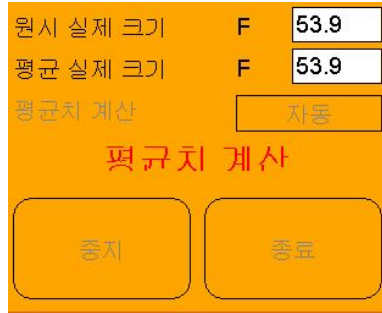 원시 실제 크기 F 53.9
평균 실제 크기 F 53.9
평균치 계산 자동
평균치 계산
중지 종료